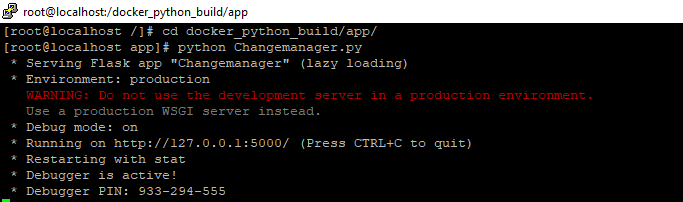 root@localhost:/docker_python_build/app
[root@localhost /]# cd docker_python_build/app/
[root@localhost app]# python Changemanager.py
* Serving Flask app "Changemanager" (lazy loading)
* Environment: production
WARNING: Do not use the development server in a production environment.
Use a production WSGI server instead.
* Debug mode: on
* Running on http://127.0.0.1:5000/ (Press CTRL+C to quit)
* Restarting with stat
* Debugger is active!
* Debugger PIN: 933-294-555